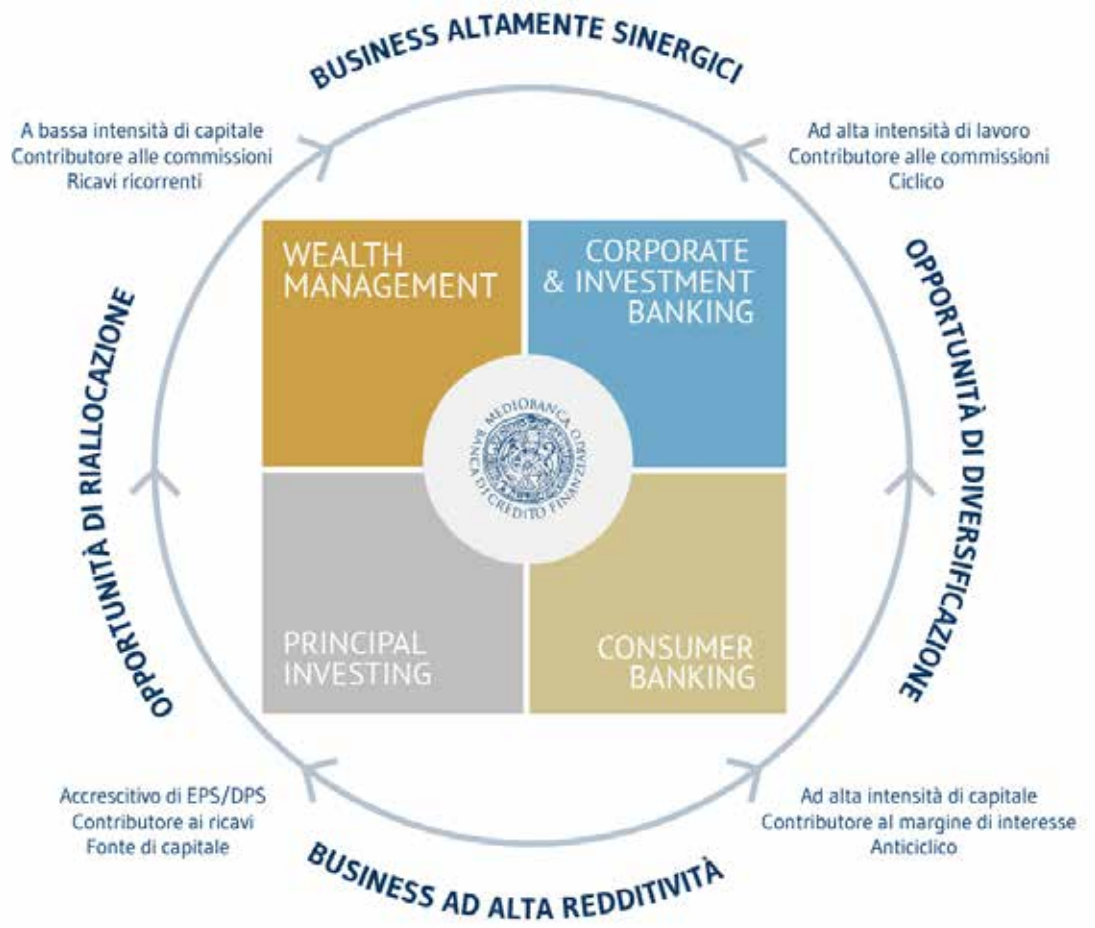 BUSINESS ALTAMENTE SINERGICI
A bassa intensità di capitale
Contributore alle commissioni
Ricavi ricorrenti
Ad alta intensità di lavoro
Contributore alle commissioni
Ciclico
WEALTH
MANAGEMENT
CORPORATE
& INVESTMENT
BANKING
OPPORTUNITÀ DI RIALLOCAZIONE
OPPORTUNITÀ DI DIVERSIFICAZIONE
MEDIOBANCA
BANCA DI CREDITO FINANZIARIO
PRINCIPAL
INVESTING
CONSUMER
BANKING
Accrescitivo di EPS/DPS
Contributore ai ricavi
Fonte di capitale
Ad alta intensità di capitale
Contributore al margine di interesse
Anticiclico
BUSINESS AD ALTA REDDITIVITÀ